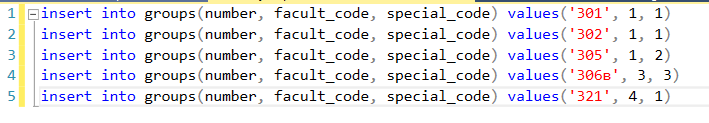 1 insert into groups(number, facult_code, special_code) values('301', 1, 1)
2 insert into groups(number, facult_code, special_code) values('302', 1, 1)
3 insert into groups(number, facult_code, special_code) values('305', 1, 2)
4 insert into groups(number, facult_code, special_code) values('306в', 3, 3)
5 insert into groups(number, facult_code, special_code) values('321', 4, 1)